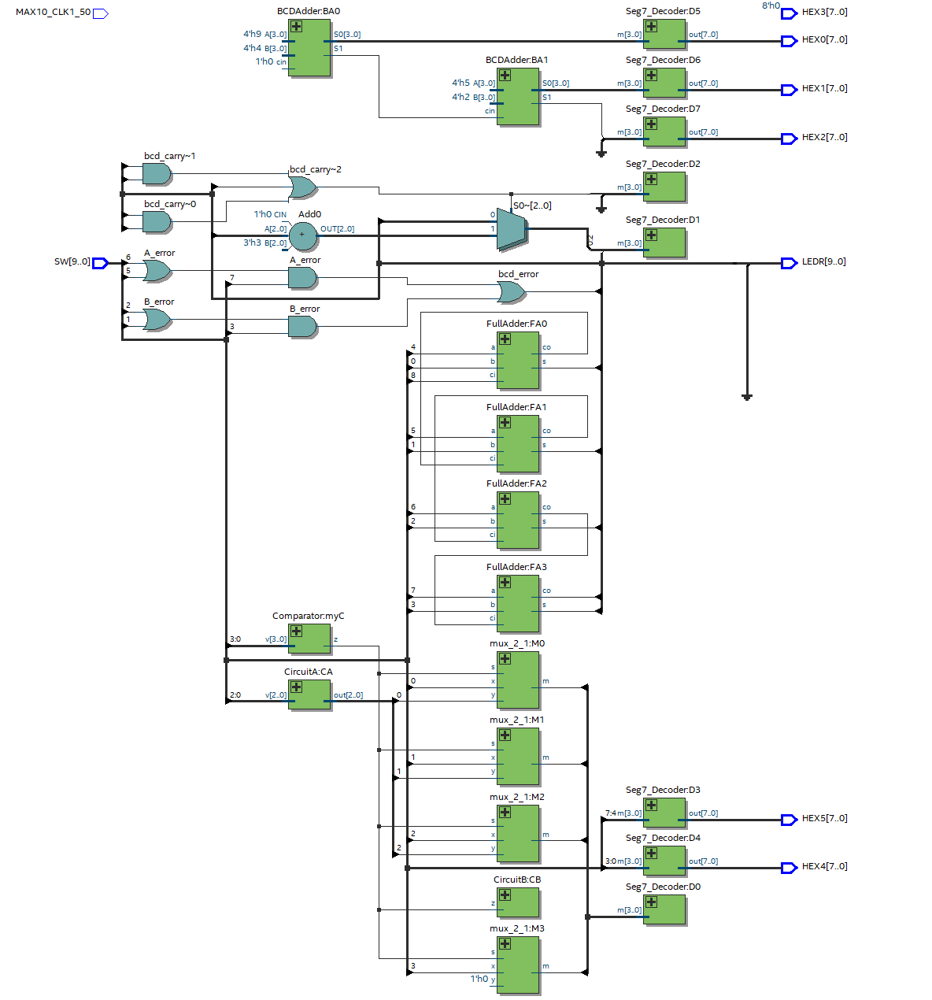 MAX10_CLK1_50
BCDAdder:BA0
4'h9 A[3..0]
4'h4 B[3..0]
1'h0 cin
S0[3..0]
S1
Seg7_Decoder:D5
m[3..0]
out[7..0]
8'h0
HEX3[7..0]
HEX0[7..0]
BCDAdder:BA1
4'h5 A[3..0]
4'h2 B[3..0]
cin
S0[3..0]
S1
Seg7_Decoder:D6
m[3..0]
out[7..0]
HEX1[7..0]
Seg7_Decoder:D7
m[3..0]
out[7..0]
HEX2[7..0]
bcd_carry~1
bcd_carry~2
Seg7_Decoder:D2
m[3..0]
bcd_carry~0
1'h0 CIN
A[2..0]
3'h3 B[2..0]
Add0
OUT[2..0]
S0~[2..0]
0
1
0:2
Seg7_Decoder:D1
m[3..0]
SW[9..0]
6
5
A_error
7
A_error
bcd_error
LEDR[9..0]
2
1
B_error
3
B_error
FullAdder:FA0
4
0
8
a
b
ci
co
s
FullAdder:FA1
5
1
a
b
ci
co
s
FullAdder:FA2
6
2
a
b
ci
co
s
FullAdder:FA3
7
3
a
b
ci
co
s
Comparator:myC
3:0
v[3..0]
z
mux_2_1:M0
0
s
x
y
m
CircuitA:CA
2:0
v[2..0]
out[2..0]
0
mux_2_1:M1
1
1
s
x
y
m
mux_2_1:M2
2
2
s
x
y
m
Seg7_Decoder:D3
7:4 m[3..0]
out[7..0]
HEX5[7..0]
Seg7_Decoder:D4
3:0 m[3..0]
out[7..0]
HEX4[7..0]
CircuitB:CB
z
Seg7_Decoder:D0
m[3..0]
mux_2_1:M3
3
s
x
1'h0 y
m